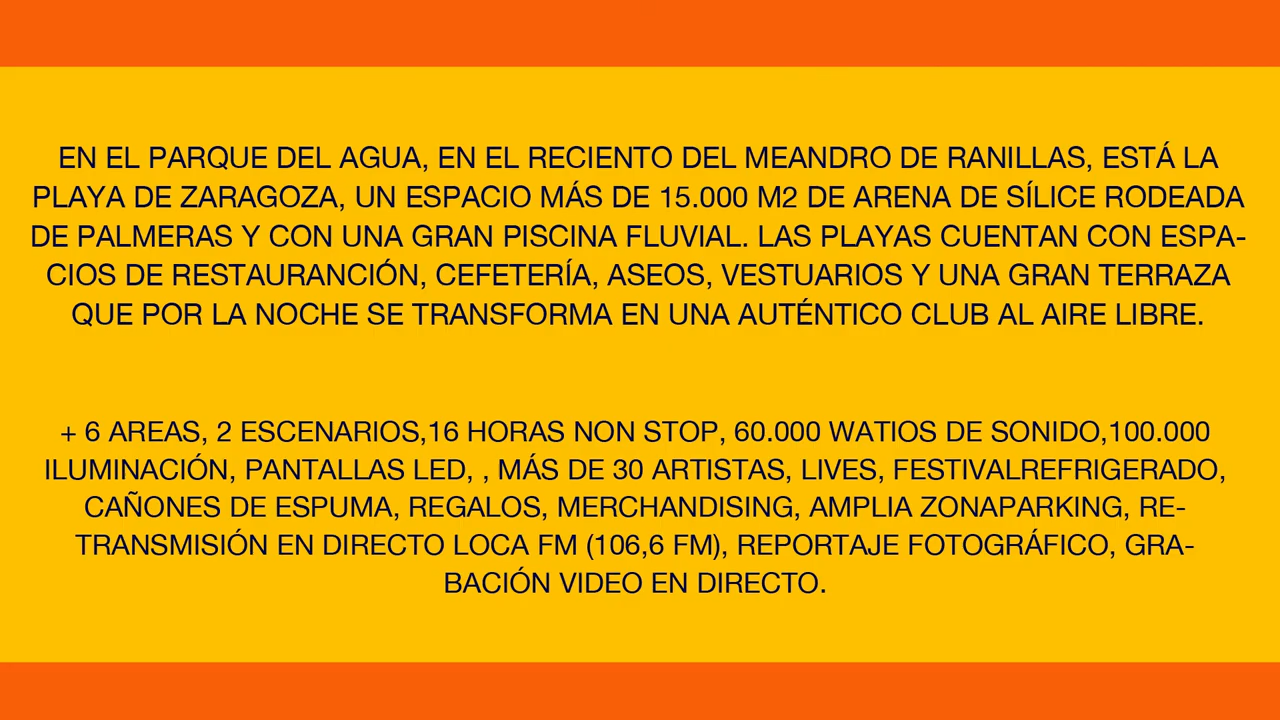 EN EL PARQUE DEL AGUA, EN EL RECIENTO DEL MEANDRO DE RANILLAS, ESTÁ LA
PLAYA DE ZARAGOZA, UN ESPACIO MÁS DE 15.000 M2 DE ARENA DE SÍLICE RODEADA
DE PALMERAS Y CON UNA GRAN PISCINA FLUVIAL. LAS PLAYAS CUENTAN CON ESPA-
CIOS DE RESTAURANCIÓN, CEFETERÍA, ASEOS, VESTUARIOS Y UNA GRAN TERRAZA
QUE POR LA NOCHE SE TRANSFORMA EN UNA AUTÉNTICO CLUB AL AIRE LIBRE.
+ 6 AREAS, 2 ESCENARIOS,16 HORAS NON STOP, 60.000 WATIOS DE SONIDO,100.000
ILUMINACIÓN, PANTALLAS LED, , MÁS DE 30 ARTISTAS, LIVES, FESTIVALREFRIGERADO,
CAÑONES DE ESPUMA, REGALOS, MERCHANDISING, AMPLIA ZONAPARKING, RE-
TRANSMISIÓN EN DIRECTO LOCA FM (106,6 FM), REPORTAJE FOTOGRÁFICO, GRA-
BACIÓN VIDEO EN DIRECTO.